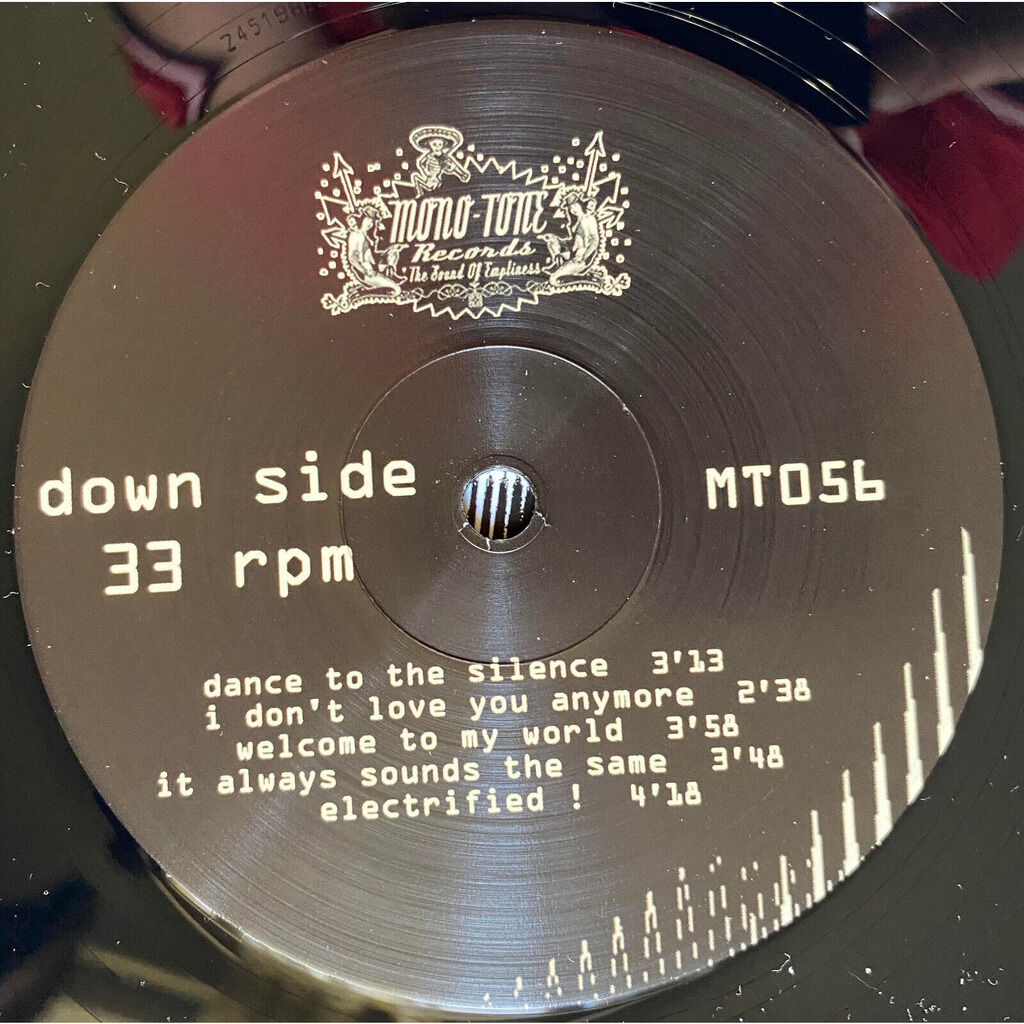 MONO-TONE
Records
The Sound Of Emptiness
down side
MT056
33 rpm
dance to the silence 3'13
i don't love you anymore 2'38
welcome to my world 3'58
it always sounds the same 3'48
electrified ! 4'18